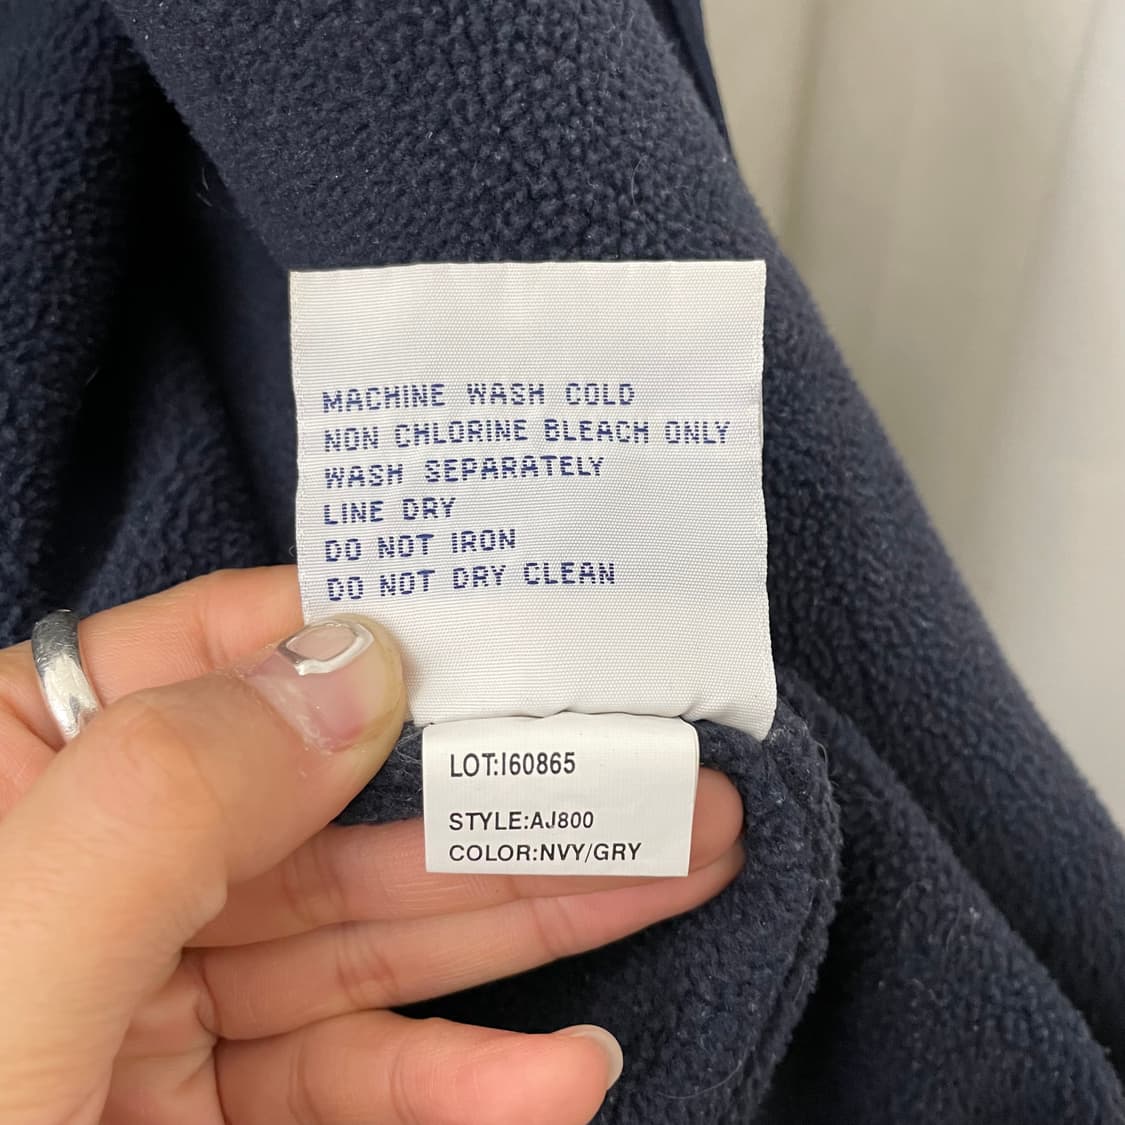 MACHINE WASH COLD
NON CHLORINE BLEACH ONLY
WASH SEPARATELY
LINE DRY
DO NOT IRON
DO NOT DRY CLEAN
LOT:I60865
STYLE:AJ800
COLOR:NVY/GRY